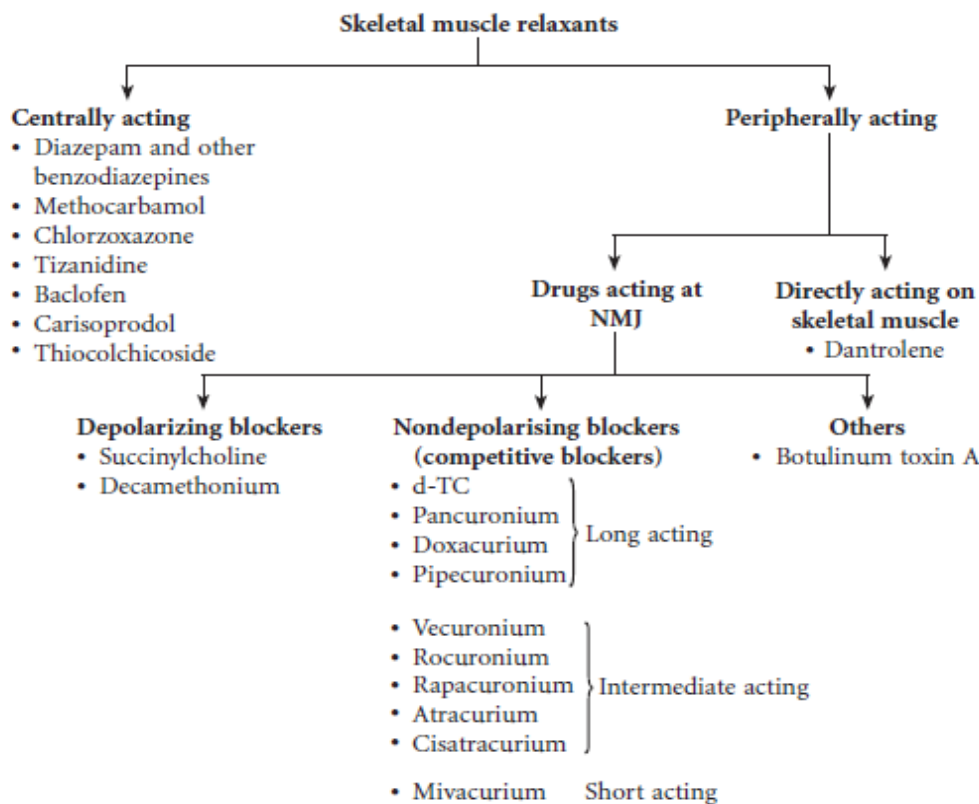 Skeletal muscle relaxants
Centrally acting
• Diazepam and other
benzodiazepines
• Methocarbamol
• Chlorzoxazone
• Tizanidine
• Baclofen
• Carisoprodol
• Thiocolchicoside
Peripherally acting
Drugs acting at
NMJ
Directly acting on
skeletal muscle
• Dantrolene
Depolarizing blockers
• Succinylcholine
• Decamethonium
Nondepolarising blockers
(competitive blockers)
• d-TC
• Pancuronium
• Doxacurium
• Pipecuronium
Long acting
• Vecuronium
• Rocuronium
• Rapacuronium
• Atracurium
• Cisatracurium
Intermediate acting
• Mivacurium Short acting
Others
• Botulinum toxin A